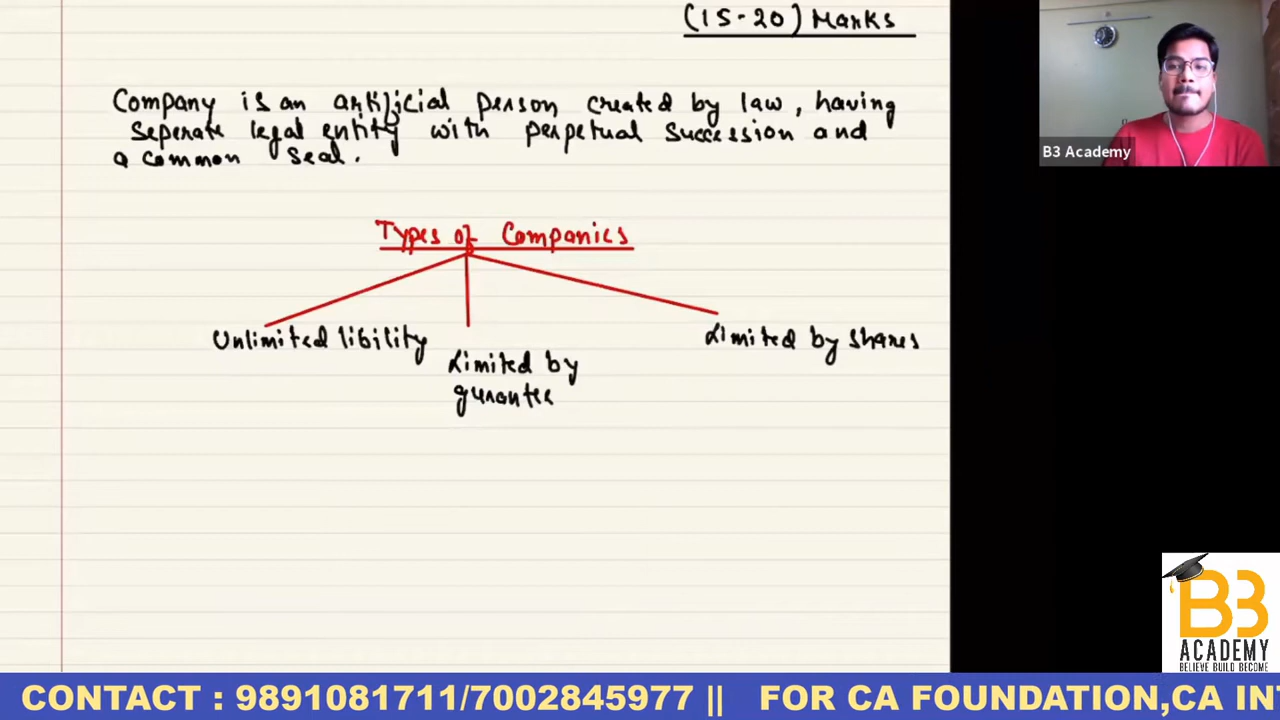 (15-20) Marks
Company is an artificial person created by law, having
seperate legal entity with perpetual succession and
a common seal.
Types of Companies
Unlimited libility
Limited by shares
Limited by
gurantee
B3 Academy
B3
ACADEMY
BELIEVE BUILD BECOME
CONTACT : 9891081711/7002845977 || FOR CA FOUNDATION,CA INT